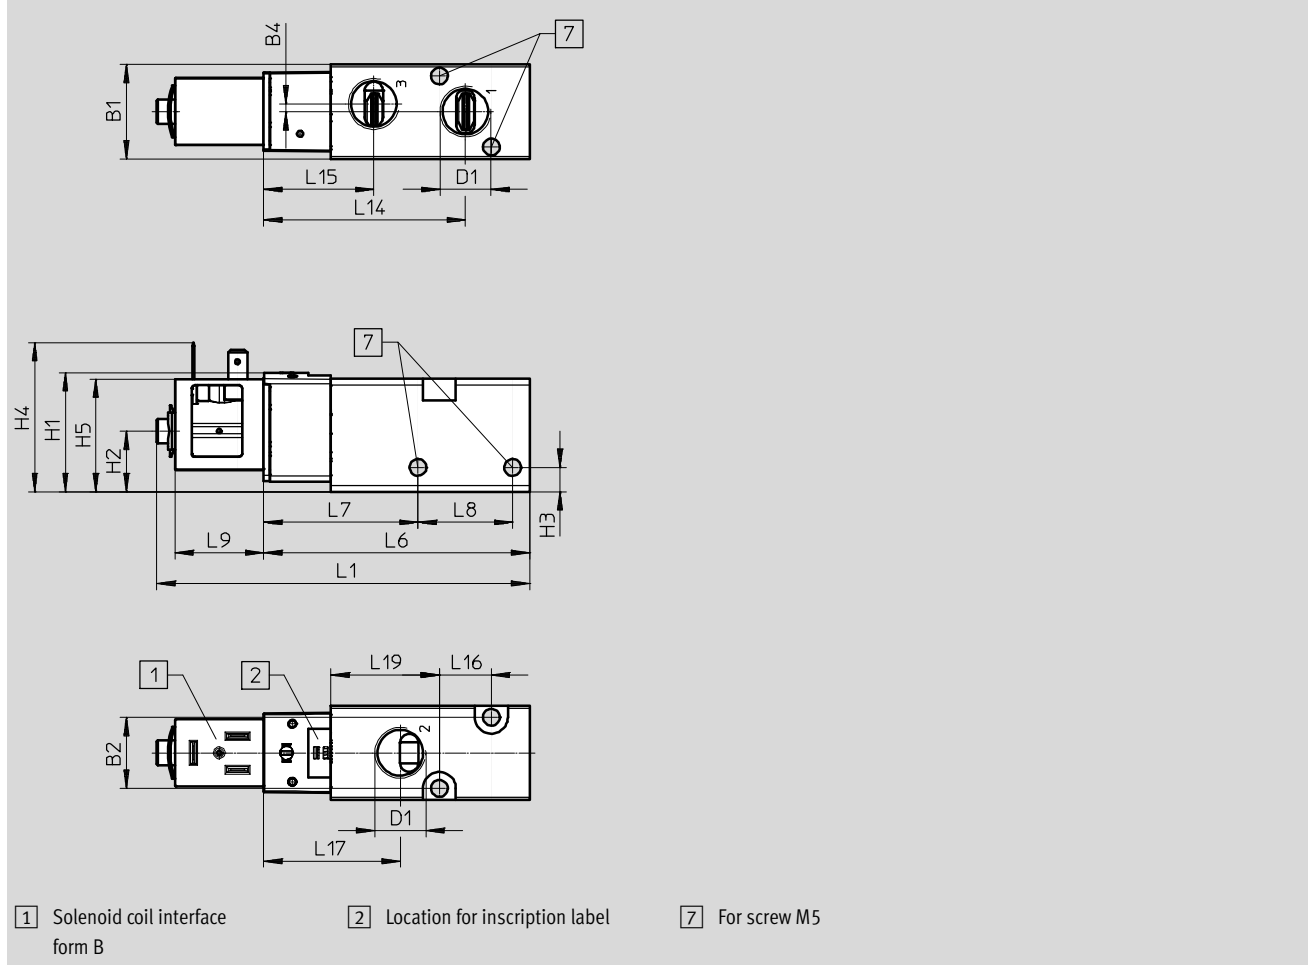 B4
7
B1
3
1
L15
D1
L14
7
H4
H1
H5
H2
L7
L8
H3
L9
L6
L1
1
2
L19
L16
B2
2
D1
L17
1 Solenoid coil interface
form B
2 Location for inscription label
7 For screw M5